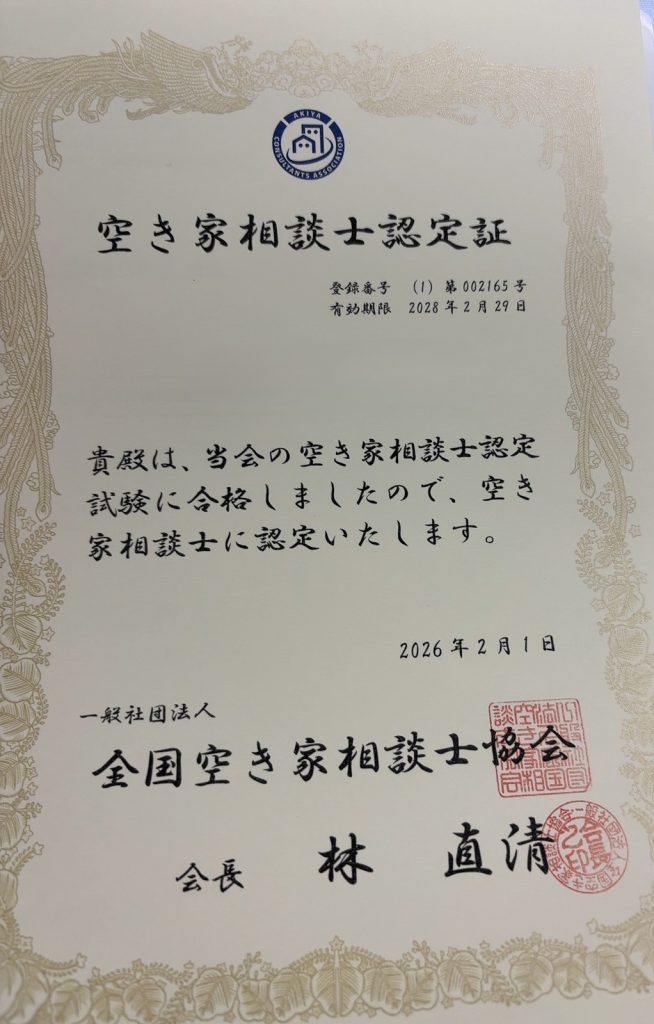 AKIYA
CONSULTANTS ASSOCIATION
空き家相談士認定証
登録番号 (1) 第002165号
有効期限 2028年2月29日
貴殿は、当会の空き家相談士認定
試験に合格しましたので、空き
家相談士に認定いたします。
2026年2月1日
一般社団法人
全国空き家相談士協会
会長 林 直清
会長之印